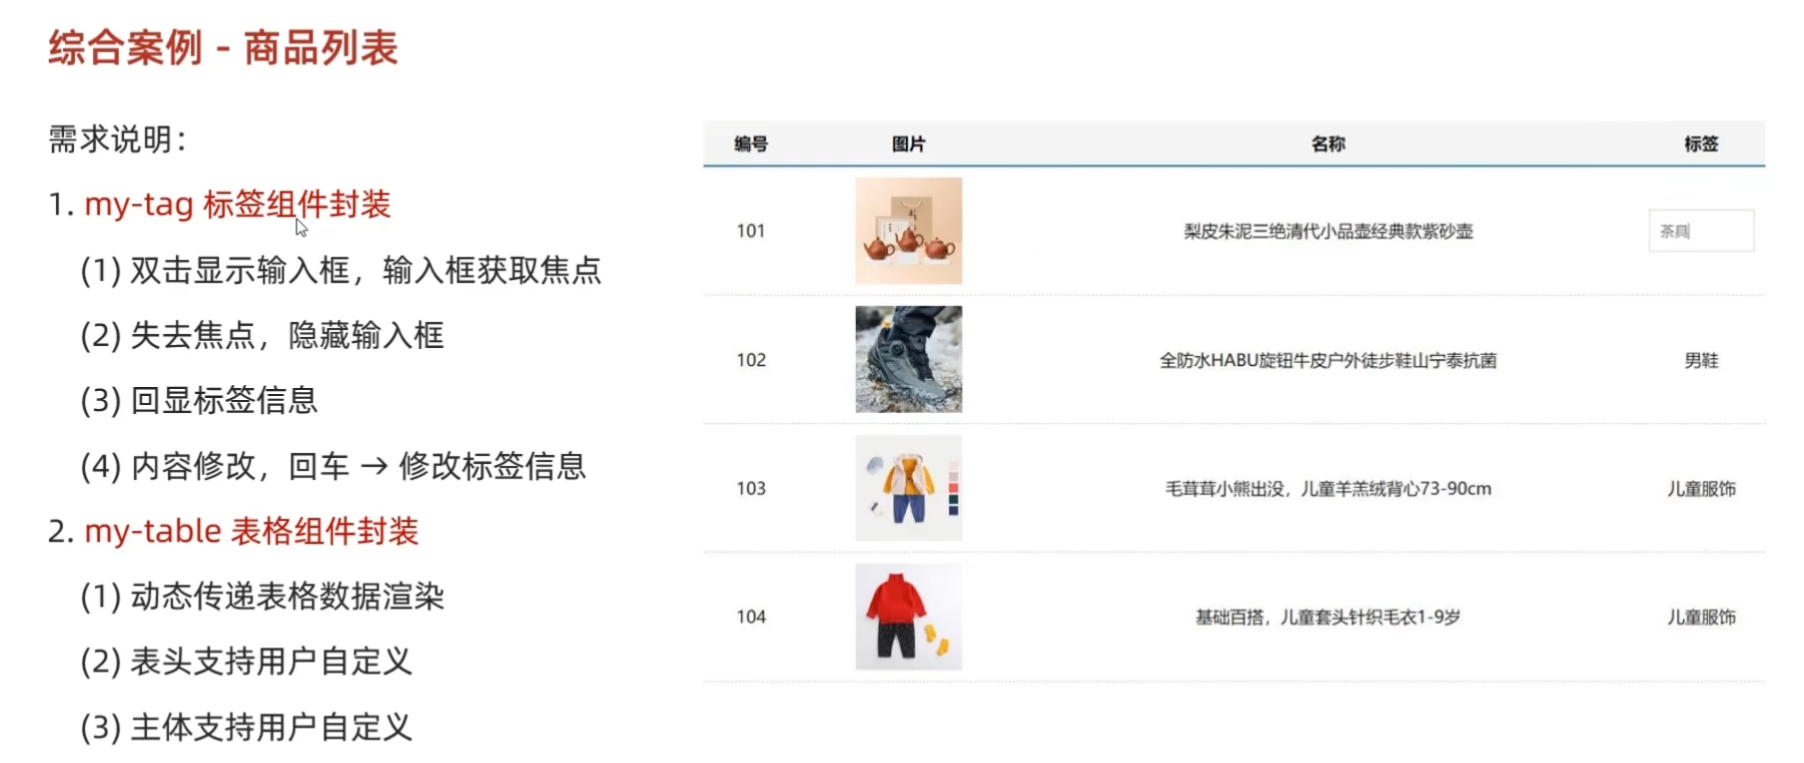 综合案例 - 商品列表
需求说明：
1. my-tag 标签组件封装
(1) 双击显示输入框，输入框获取焦点
(2) 失去焦点，隐藏输入框
(3) 回显标签信息
(4) 内容修改，回车 → 修改标签信息
2. my-table 表格组件封装
(1) 动态传递表格数据渲染
(2) 表头支持用户自定义
(3) 主体支持用户自定义
编号 图片 名称 标签
101 梨皮朱泥三绝清代小品壶经典款紫砂壶 茶具
102 全防水HABU旋钮牛皮户外徒步鞋山宁泰抗菌 男鞋
103 毛茸茸小熊出没，儿童羊羔绒背心73-90cm 儿童服饰
104 基础百搭，儿童套头针织毛衣1-9岁 儿童服饰